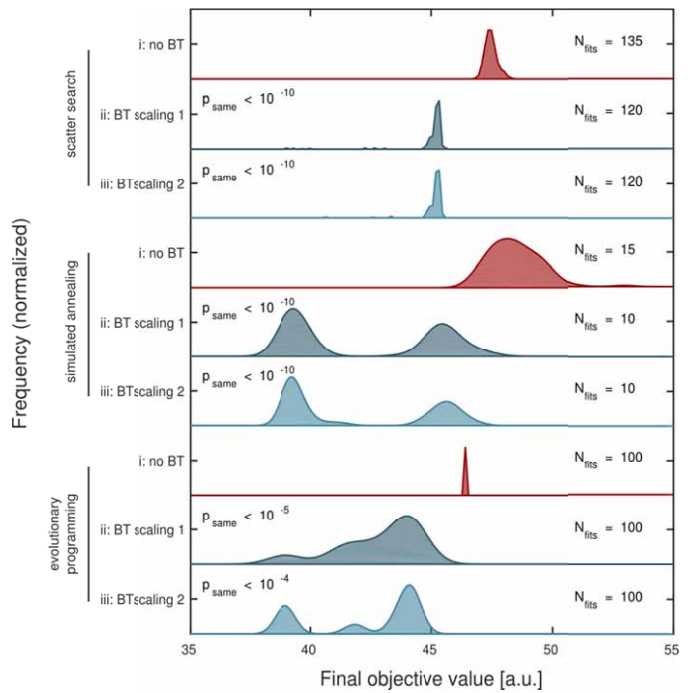 Frequency (normalized)
scatter search
i: no BT
N_fits = 135
ii: BT scaling 1
p_same < 10^-10
N_fits = 120
iii: BTscaling 2
p_same < 10^-10
N_fits = 120
simulated annealing
i: no BT
N_fits = 15
ii: BT scaling 1
p_same < 10^-10
N_fits = 10
iii: BTscaling 2
p_same < 10^-10
N_fits = 10
evolutionary
programming
i: no BT
N_fits = 100
ii: BT scaling 1
p_same < 10^-5
N_fits = 100
iii: BTscaling 2
p_same < 10^-4
N_fits = 100
35 40 45 50 55
Final objective value [a.u.]